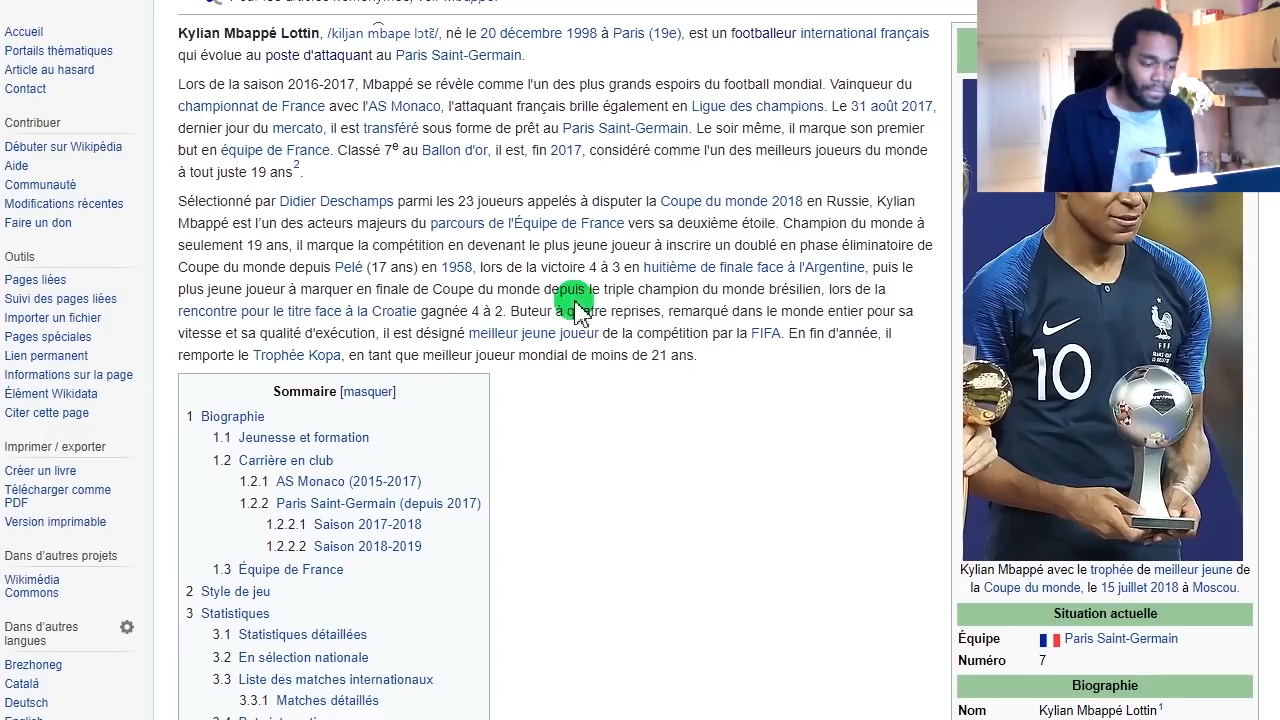 Accueil
Portails thématiques
Article au hasard
Contact
Contribuer
Débuter sur Wikipédia
Aide
Communauté
Modifications récentes
Faire un don
Outils
Pages liées
Suivi des pages liées
Importer un fichier
Pages spéciales
Lien permanent
Informations sur la page
Élément Wikidata
Citer cette page
Imprimer / exporter
Créer un livre
Télécharger comme
PDF
Version imprimable
Dans d'autres projets
Wikimédia
Commons
Dans d'autres
langues
Brezhoneg
Català
Deutsch
English
Kylian Mbappé Lottin, /kiljan mbape lɔtɛ̃/, né le 20 décembre 1998 à Paris (19e), est un footballeur international français
qui évolue au poste d'attaquant au Paris Saint-Germain.
Lors de la saison 2016-2017, Mbappé se révèle comme l'un des plus grands espoirs du football mondial. Vainqueur du
championnat de France avec l'AS Monaco, l'attaquant français brille également en Ligue des champions. Le 31 août 2017,
dernier jour du mercato, il est transféré sous forme de prêt au Paris Saint-Germain. Le soir même, il marque son premier
but en équipe de France. Classé 7e au Ballon d'or, il est, fin 2017, considéré comme l'un des meilleurs joueurs du monde
à tout juste 19 ans2.
Sélectionné par Didier Deschamps parmi les 23 joueurs appelés à disputer la Coupe du monde 2018 en Russie, Kylian
Mbappé est l'un des acteurs majeurs du parcours de l'Équipe de France vers sa deuxième étoile. Champion du monde à
seulement 19 ans, il marque la compétition en devenant le plus jeune joueur à inscrire un doublé en phase éliminatoire de
Coupe du monde depuis Pelé (17 ans) en 1958, lors de la victoire 4 à 3 en huitième de finale face à l'Argentine, puis le
plus jeune joueur à marquer en finale de Coupe du monde depuis le triple champion du monde brésilien, lors de la
rencontre pour le titre face à la Croatie gagnée 4 à 2. Buteur à quatre reprises, remarqué dans le monde entier pour sa
vitesse et sa qualité d'exécution, il est désigné meilleur jeune joueur de la compétition par la FIFA. En fin d'année, il
remporte le Trophée Kopa, en tant que meilleur joueur mondial de moins de 21 ans.
Sommaire [masquer]
1 Biographie
1.1 Jeunesse et formation
1.2 Carrière en club
1.2.1 AS Monaco (2015-2017)
1.2.2 Paris Saint-Germain (depuis 2017)
1.2.2.1 Saison 2017-2018
1.2.2.2 Saison 2018-2019
1.3 Équipe de France
2 Style de jeu
3 Statistiques
3.1 Statistiques détaillées
3.2 En sélection nationale
3.3 Liste des matches internationaux
3.3.1 Matches détaillés
10
Kylian Mbappé avec le trophée de meilleur jeune de
la Coupe du monde, le 15 juillet 2018 à Moscou.
Situation actuelle
Équipe Paris Saint-Germain
Numéro 7
Biographie
Nom Kylian Mbappé Lottin1